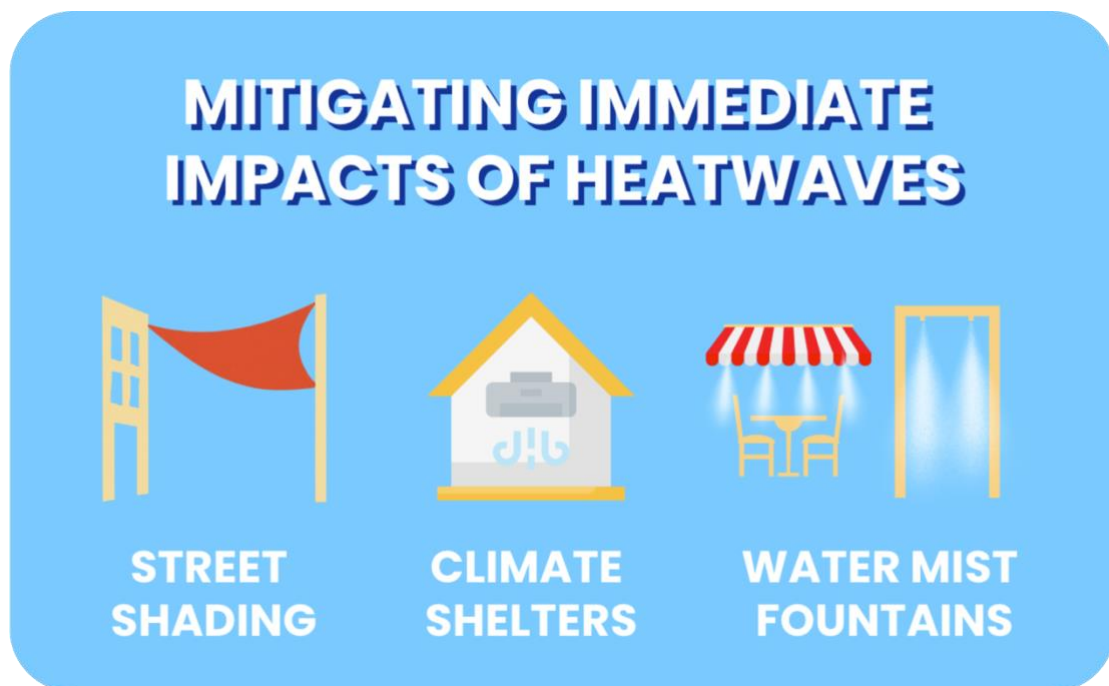 MITIGATING IMMEDIATE
IMPACTS OF HEATWAVES
STREET
SHADING
CLIMATE
SHELTERS
WATER MIST
FOUNTAINS